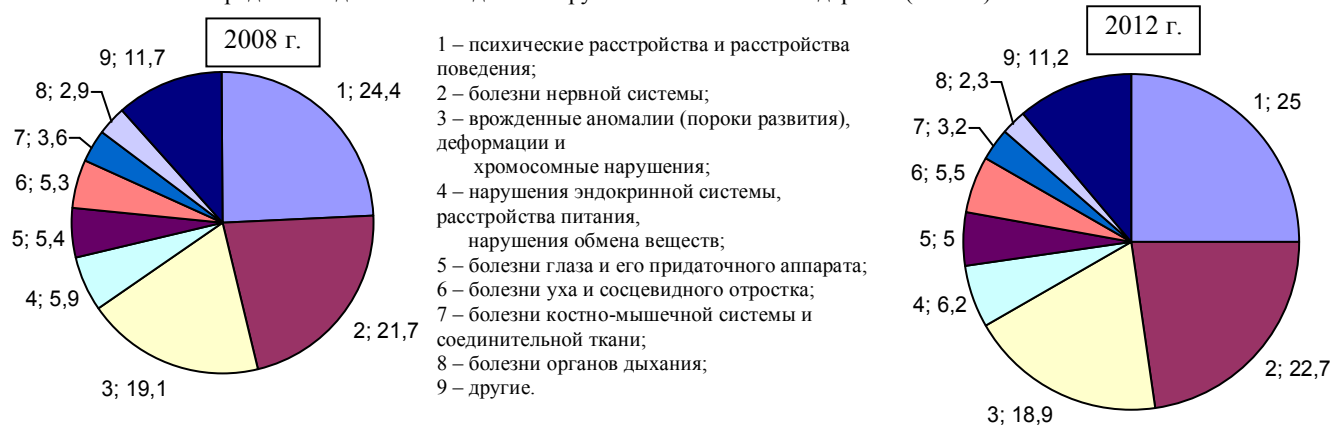 2008 г.
9; 11,7
8; 2,9
7; 3,6
6; 5,3
5; 5,4
4; 5,9
3; 19,1
2; 21,7
1; 24,4
1 – психические расстройства и расстройства
поведения;
2 – болезни нервной системы;
3 – врожденные аномалии (пороки развития),
деформации и
хромосомные нарушения;
4 – нарушения эндокринной системы,
расстройства питания,
нарушения обмена веществ;
5 – болезни глаза и его придаточного аппарата;
6 – болезни уха и сосцевидного отростка;
7 – болезни костно-мышечной системы и
соединительной ткани;
8 – болезни органов дыхания;
9 – другие.
2012 г.
9; 11,2
8; 2,3
7; 3,2
6; 5,5
5; 5
4; 6,2
3; 18,9
2; 22,7
1; 25